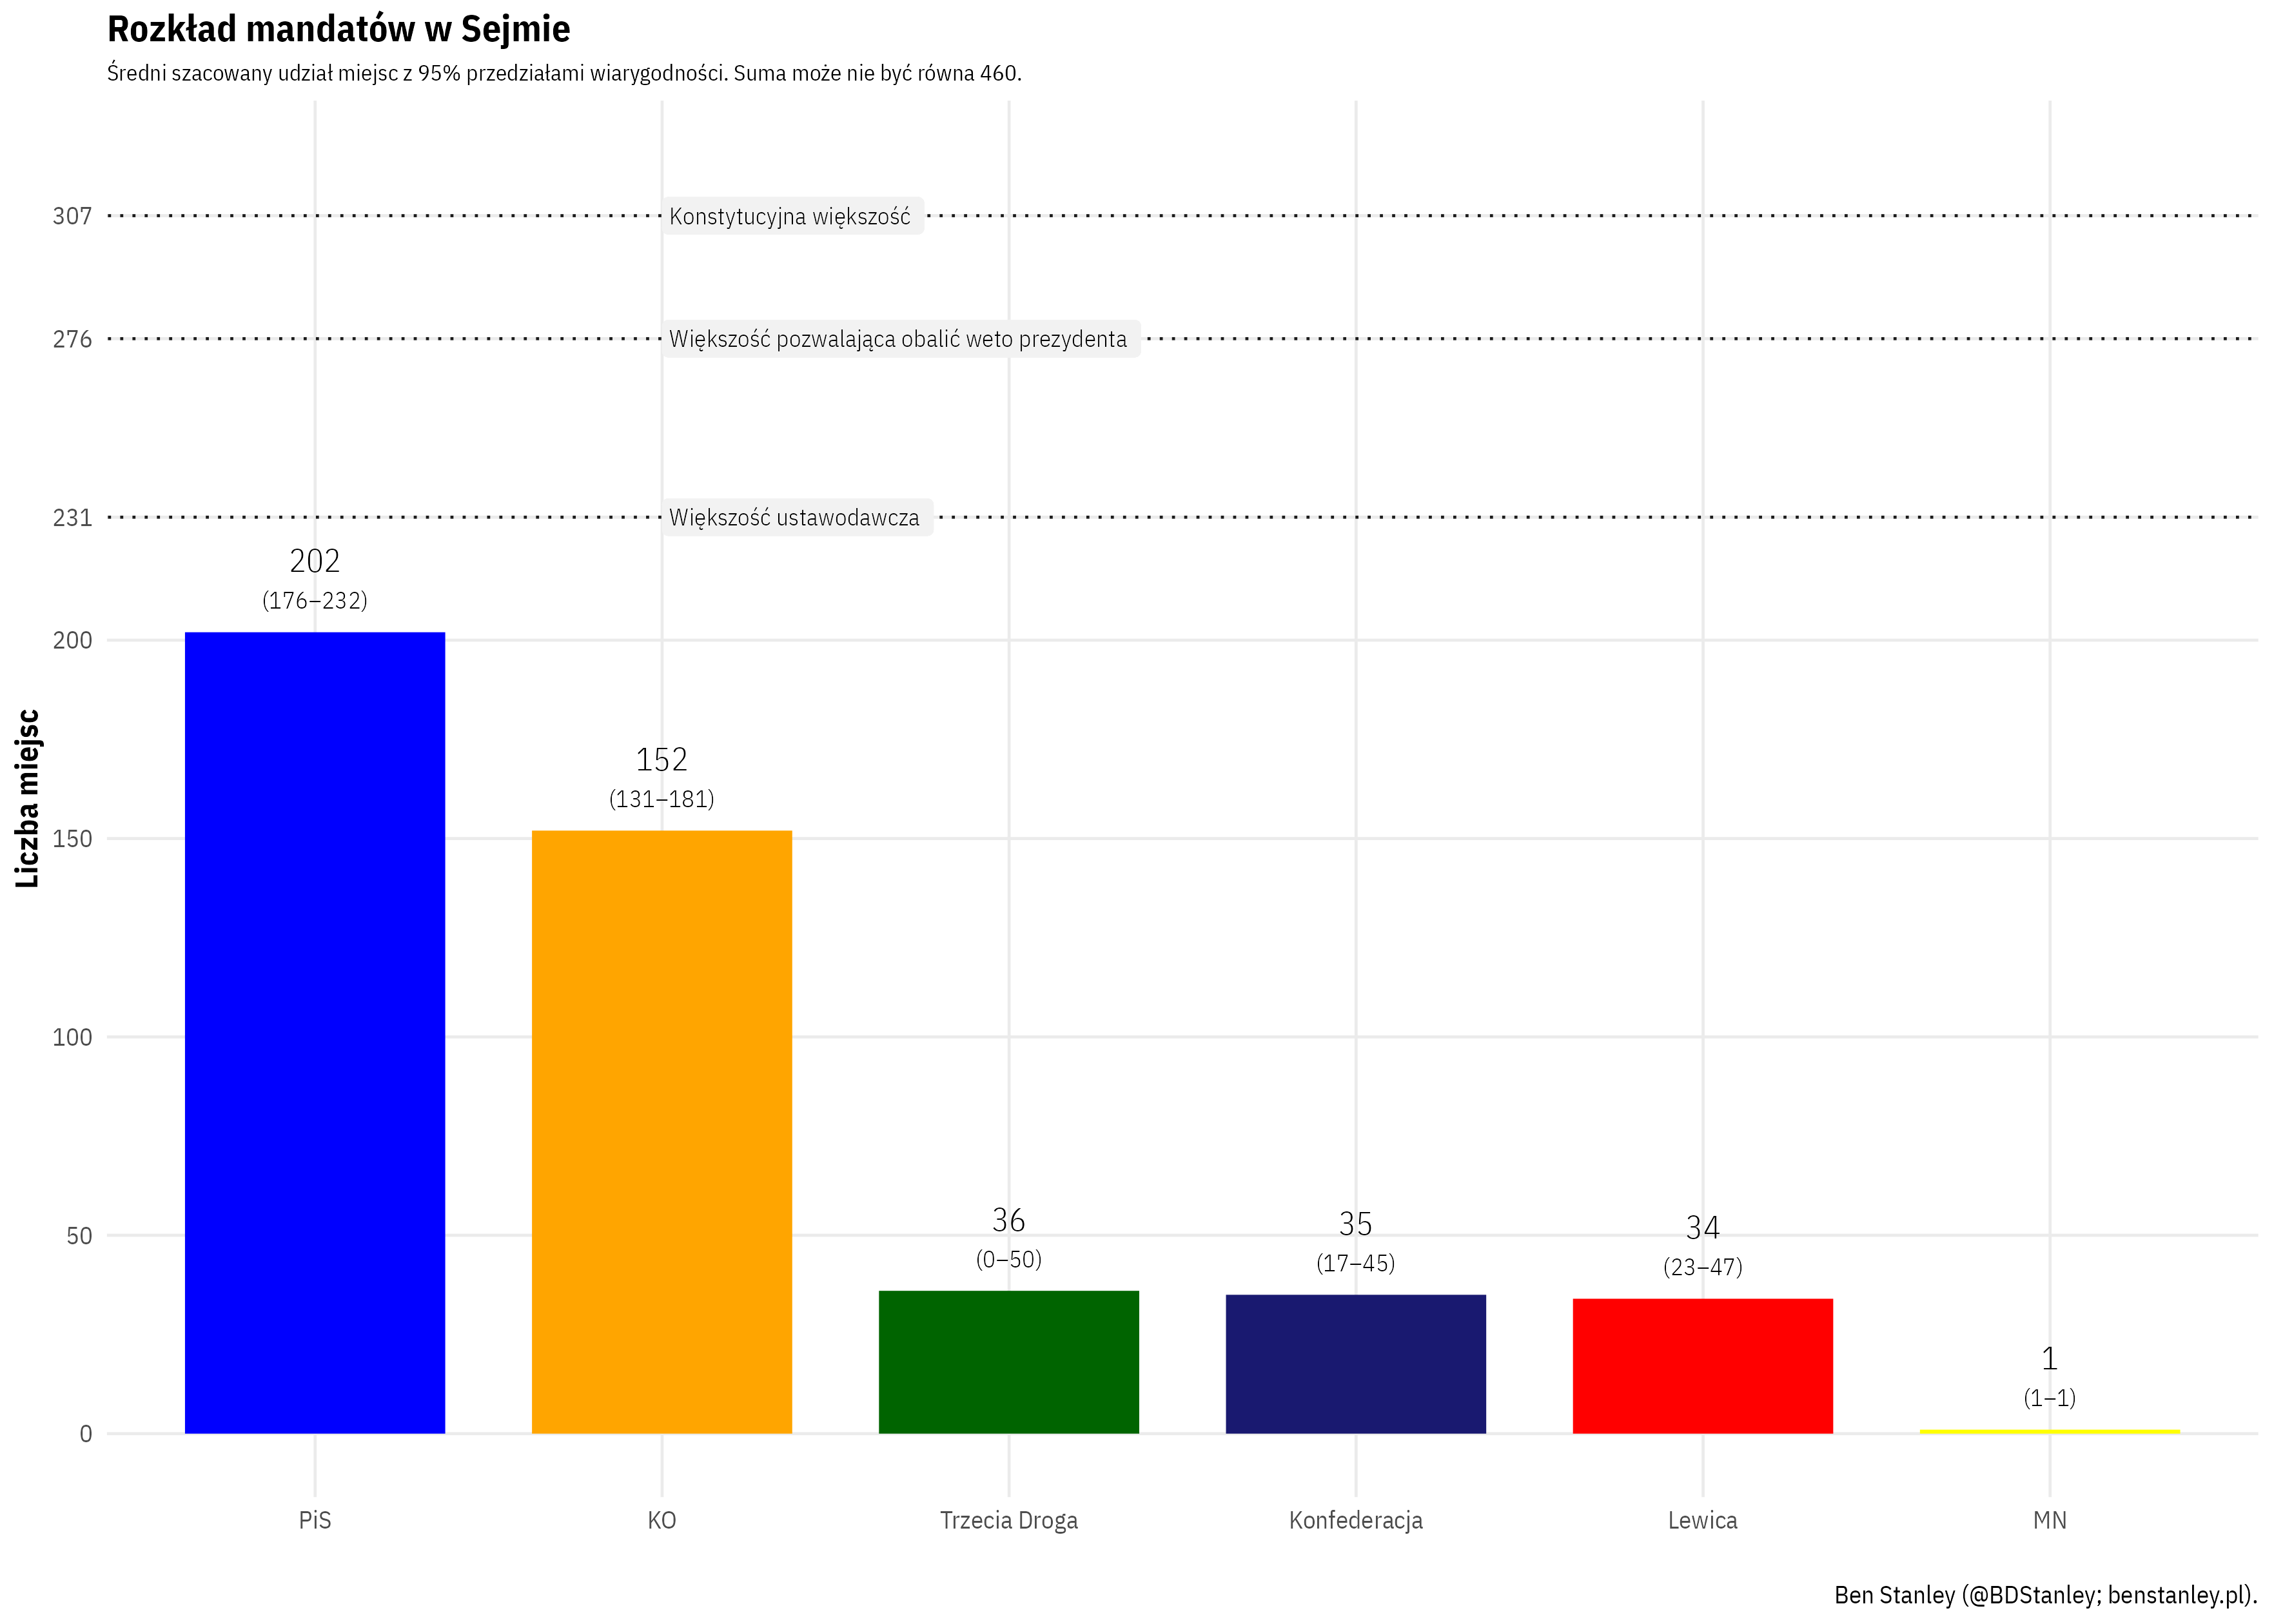 Rozkład mandatów w Sejmie
Średni szacowany udział miejsc z 95% przedziałami wiarygodności. Suma może nie być równa 460.
307
Konstytucyjna większość
276
Większość pozwalająca obalić weto prezydenta
231
Większość ustawodawcza
202
(176–232)
200
152
(131–181)
150
Liczba miejsc
100
36
(0–50)
35
(17–45)
34
(23–47)
50
1
(1–1)
0
PiS
KO
Trzecia Droga
Konfederacja
Lewica
MN
Ben Stanley (@BDStanley; benstanley.pl).